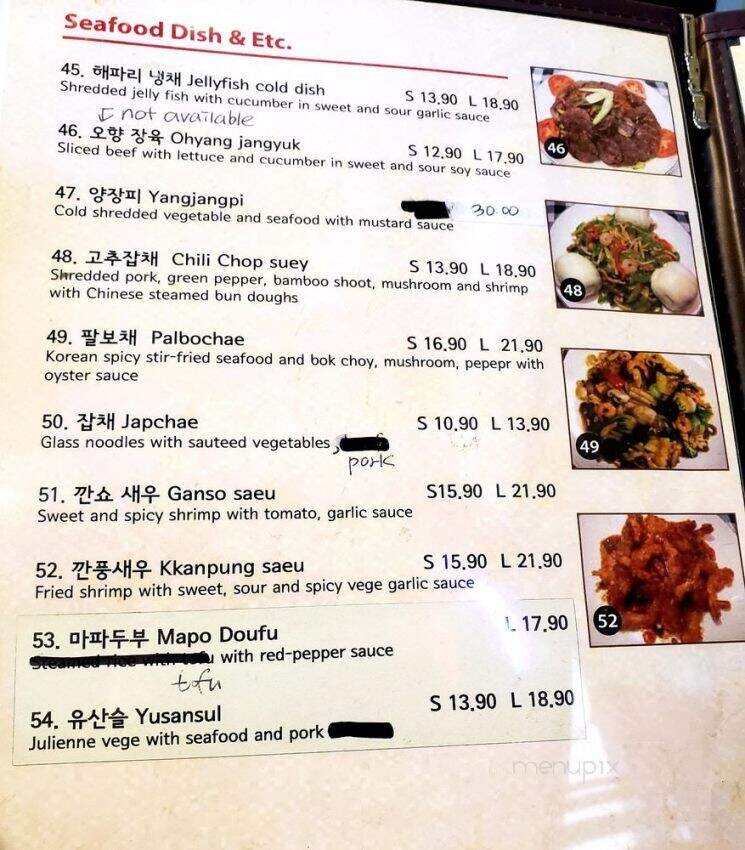 Seafood Dish & Etc.
45. 해파리 냉채 Jellyfish cold dish S 13.90 L 18.90
Shredded jelly fish with cucumber in sweet and sour garlic sauce
not available
46. 오향 장육 Ohyang jangyuk S 12.90 L 17.90
Sliced beef with lettuce and cucumber in sweet and sour soy sauce
46
47. 양장피 Yangjangpi 30.00
Cold shredded vegetable and seafood with mustard sauce
48. 고추잡채 Chili Chop suey S 13.90 L 18.90
Shredded pork, green pepper, bamboo shoot, mushroom and shrimp
with Chinese steamed bun doughs
48
49. 팔보채 Palbochae S 16.90 L 21.90
Korean spicy stir-fried seafood and bok choy, mushroom, pepepr with
oyster sauce
49
50. 잡채 Japchae S 10.90 L 13.90
Glass noodles with sauteed vegetables,
pork
51. 깐쇼 새우 Ganso saeu S15.90 L 21.90
Sweet and spicy shrimp with tomato, garlic sauce
52. 깐풍새우 Kkanpung saeu S 15.90 L 21.90
Fried shrimp with sweet, sour and spicy vege garlic sauce
52
53. 마파두부 Mapo Doufu L 17.90
Steamed rice with tofu with red-pepper sauce
tofu
54. 유산슬 Yusansul S 13.90 L 18.90
Julienne vege with seafood and pork
menupix